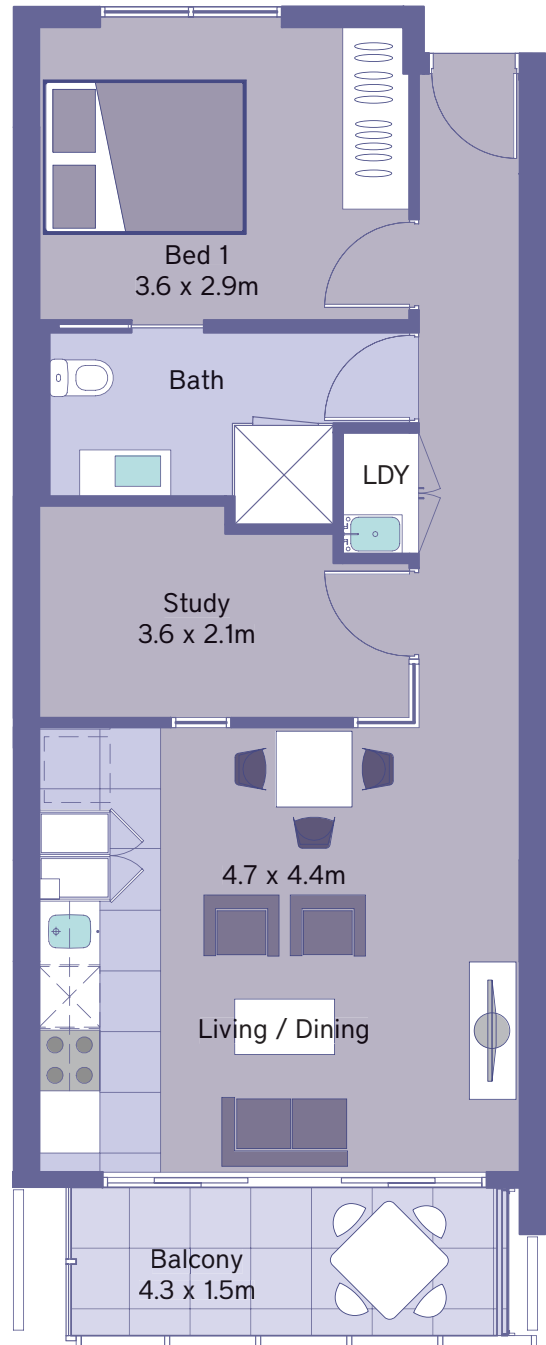 Bed 1
3.6 x 2.9m
Bath
LDY
Study
3.6 x 2.1m
4.7 x 4.4m
Living / Dining
Balcony
4.3 x 1.5m